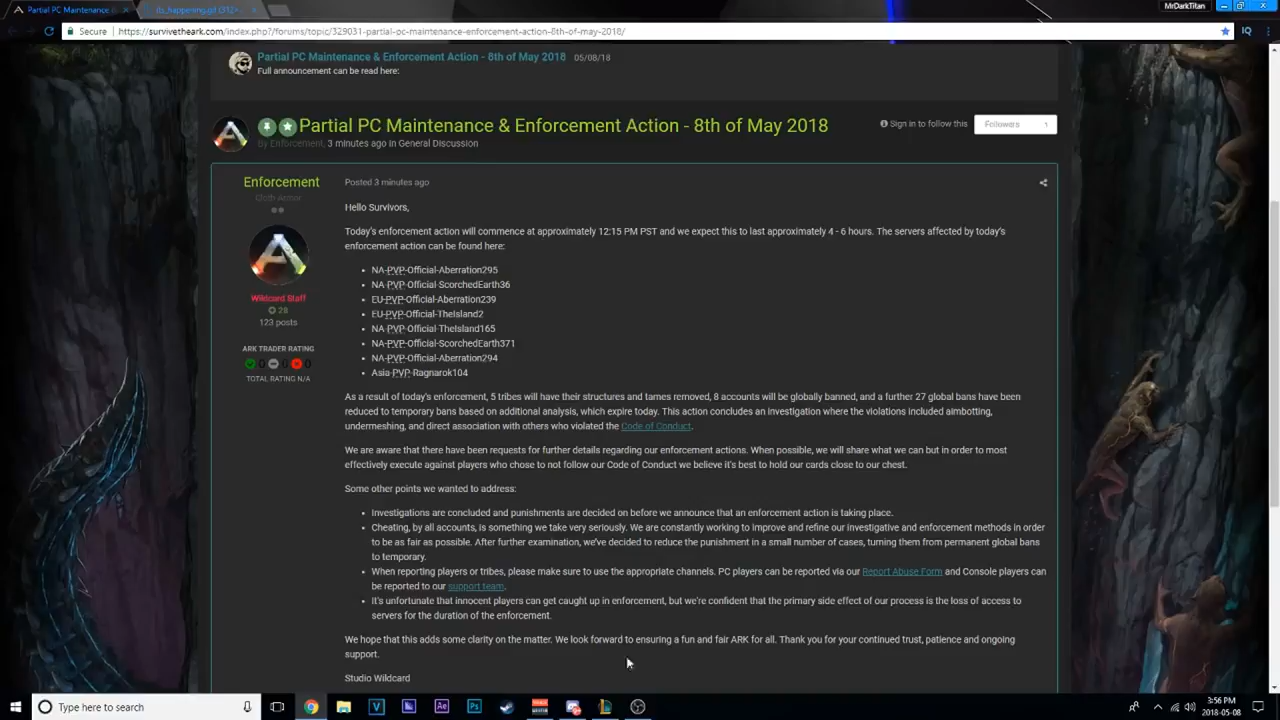 Partial PC Maintenance
its_happening.gif (312×
MrDarkTitan
Secure
https://survivetheark.com/index.php?/forums/topic/329031-partial-pc-maintenance-enforcement-action-8th-of-may-2018/
Partial PC Maintenance & Enforcement Action - 8th of May 2018 05/08/18
Full announcement can be read here:
Partial PC Maintenance & Enforcement Action - 8th of May 2018
Sign in to follow this
Followers 1
By Enforcement, 3 minutes ago in General Discussion
Enforcement
Cloth Armor
Wildcard Staff
28
123 posts
ARK TRADER RATING
0 0 0
TOTAL RATING N/A
Posted 3 minutes ago
Hello Survivors,
Today's enforcement action will commence at approximately 12:15 PM PST and we expect this to last approximately 4 - 6 hours. The servers affected by today's
enforcement action can be found here:
• NA-PVP-Official-Aberration295
• NA-PVP-Official-ScorchedEarth36
• EU-PVP-Official-Aberration239
• EU-PVP-Official-TheIsland2
• NA-PVP-Official-TheIsland165
• NA-PVP-Official-ScorchedEarth371
• NA-PVP-Official-Aberration294
• Asia-PVP-Ragnarok104
As a result of today's enforcement, 5 tribes will have their structures and tames removed, 8 accounts will be globally banned, and a further 27 global bans have been
reduced to temporary bans based on additional analysis, which expire today. This action concludes an investigation where the violations included aimbotting,
undermeshing, and direct association with others who violated the Code of Conduct.
We are aware that there have been requests for further details regarding our enforcement actions. When possible, we will share what we can but in order to most
effectively execute against players who chose to not follow our Code of Conduct we believe it's best to hold our cards close to our chest.
Some other points we wanted to address:
• Investigations are concluded and punishments are decided on before we announce that an enforcement action is taking place.
• Cheating, by all accounts, is something we take very seriously. We are constantly working to improve and refine our investigative and enforcement methods in order
to be as fair as possible. After further examination, we've decided to reduce the punishment in a small number of cases, turning them from permanent global bans
to temporary.
• When reporting players or tribes, please make sure to use the appropriate channels. PC players can be reported via our Report Abuse Form and Console players can
be reported to our support team.
• It's unfortunate that innocent players can get caught up in enforcement, but we're confident that the primary side effect of our process is the loss of access to
servers for the duration of the enforcement.
We hope that this adds some clarity on the matter. We look forward to ensuring a fun and fair ARK for all. Thank you for your continued trust, patience and ongoing
support.
Studio Wildcard
Type here to search
3:56 PM
2018-05-08